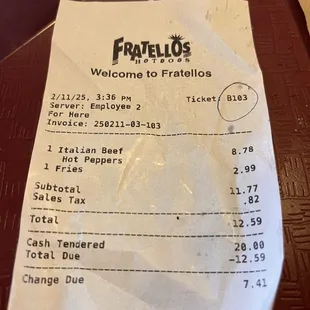 FRATELLOS
HOTDOGS
Welcome to Fratellos
2/11/25, 3:36 PM Ticket: B103
Server: Employee 2
For Here
Invoice: 250211-03-103
1 Italian Beef 8.78
Hot Peppers
1 Fries 2.99
Subtotal 11.77
Sales Tax .82
Total 12.59
Cash Tendered 20.00
Total Due -12.59
Change Due 7.41